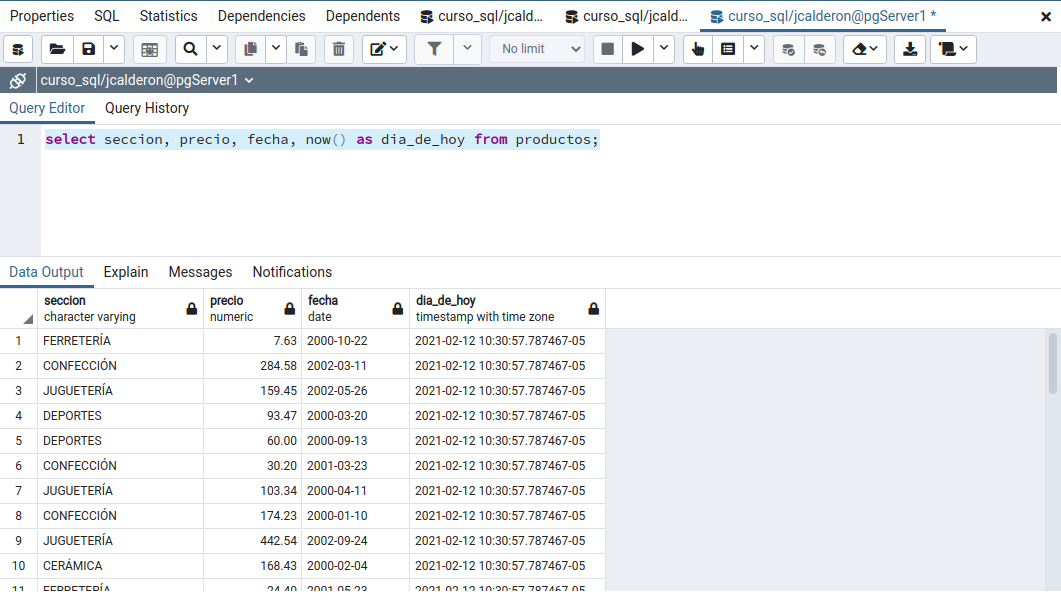 Properties SQL Statistics Dependencies Dependents curso_sql/jcald... curso_sql/jcald... curso_sql/jcalderon@pgServer1 *
No limit
curso_sql/jcalderon@pgServer1
Query Editor Query History
1 select seccion, precio, fecha, now() as dia_de_hoy from productos;
Data Output Explain Messages Notifications
seccion precio fecha dia_de_hoy
character varying numeric date timestamp with time zone
1 FERRETERÍA 7.63 2000-10-22 2021-02-12 10:30:57.787467-05
2 CONFECCIÓN 284.58 2002-03-11 2021-02-12 10:30:57.787467-05
3 JUGUETERÍA 159.45 2002-05-26 2021-02-12 10:30:57.787467-05
4 DEPORTES 93.47 2000-03-20 2021-02-12 10:30:57.787467-05
5 DEPORTES 60.00 2000-09-13 2021-02-12 10:30:57.787467-05
6 CONFECCIÓN 30.20 2001-03-23 2021-02-12 10:30:57.787467-05
7 JUGUETERÍA 103.34 2000-04-11 2021-02-12 10:30:57.787467-05
8 CONFECCIÓN 174.23 2000-01-10 2021-02-12 10:30:57.787467-05
9 JUGUETERÍA 442.54 2002-09-24 2021-02-12 10:30:57.787467-05
10 CERÁMICA 168.43 2000-02-04 2021-02-12 10:30:57.787467-05
11 FERRETERÍA 24.40 2001-05-23 2021-02-12 10:30:57.787467-05